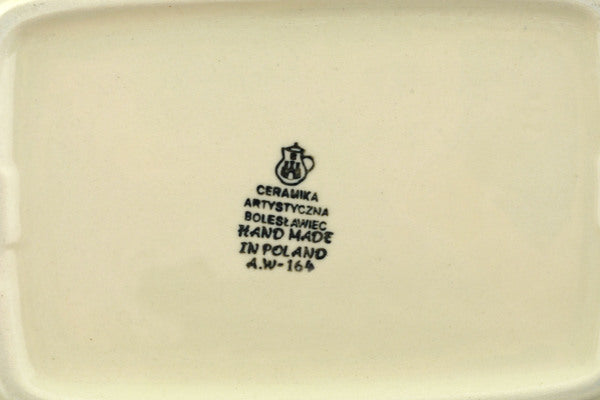 CERAMIKA
ARTYSTYCZNA
BOLESŁAWIEC
HAND MADE
IN POLAND
A.W-164